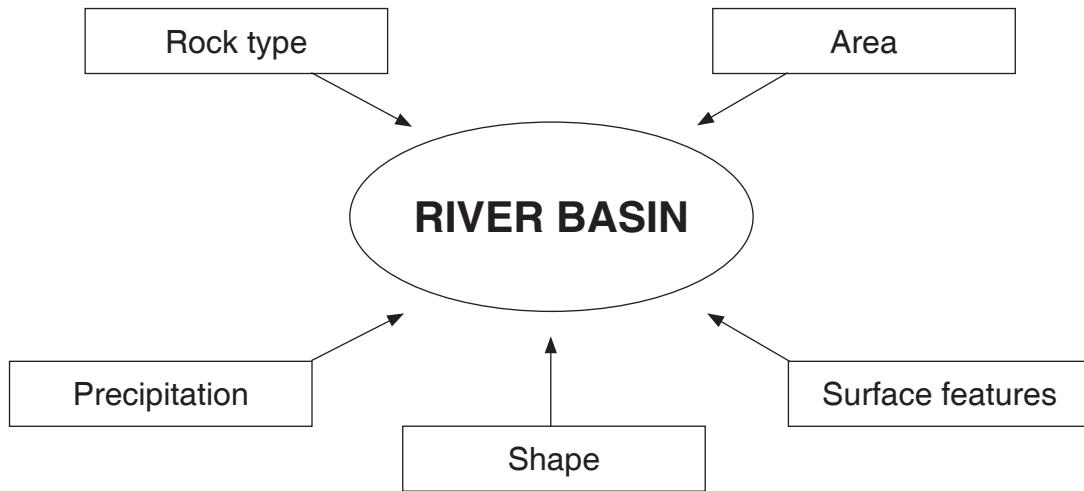 Rock type
Area
RIVER BASIN
Precipitation
Surface features
Shape